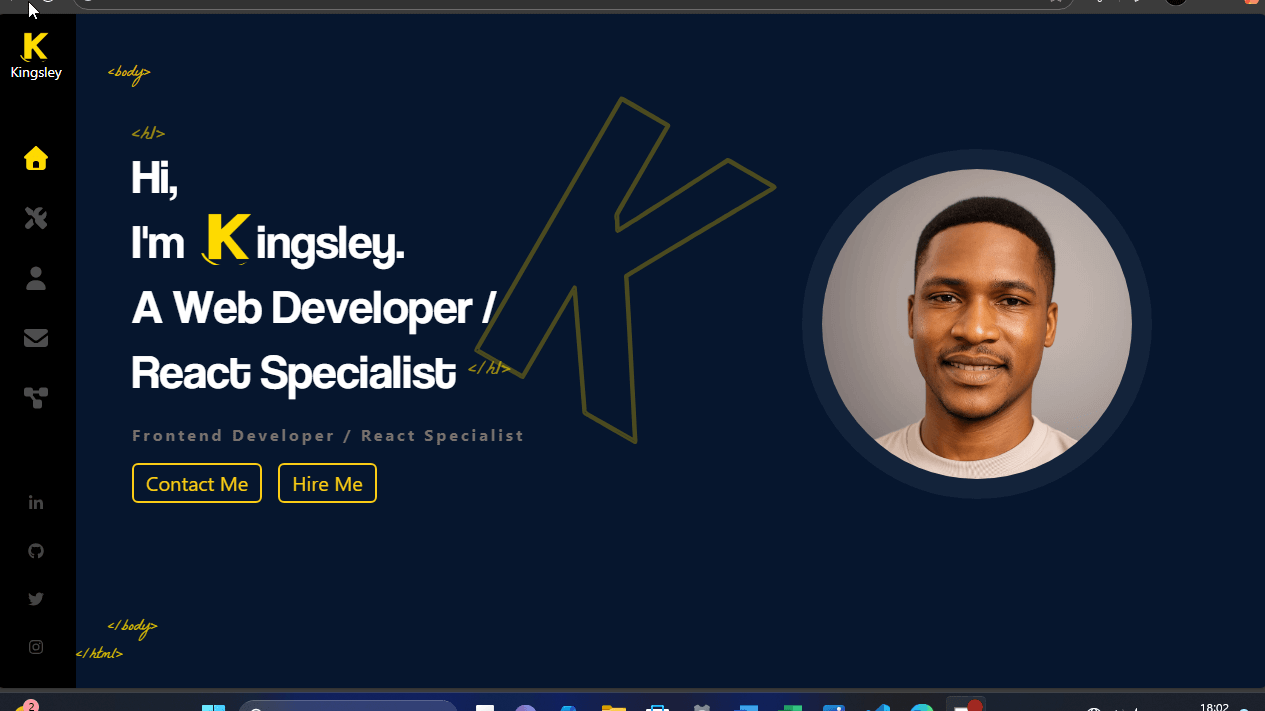 K
Kingsley
<body>
<h1>
Hi,
I'm Kingsley.
A Web Developer /
React Specialist </h1>
K
Frontend Developer / React Specialist
Contact Me
Hire Me
in
</body>
</html>
2
18:02